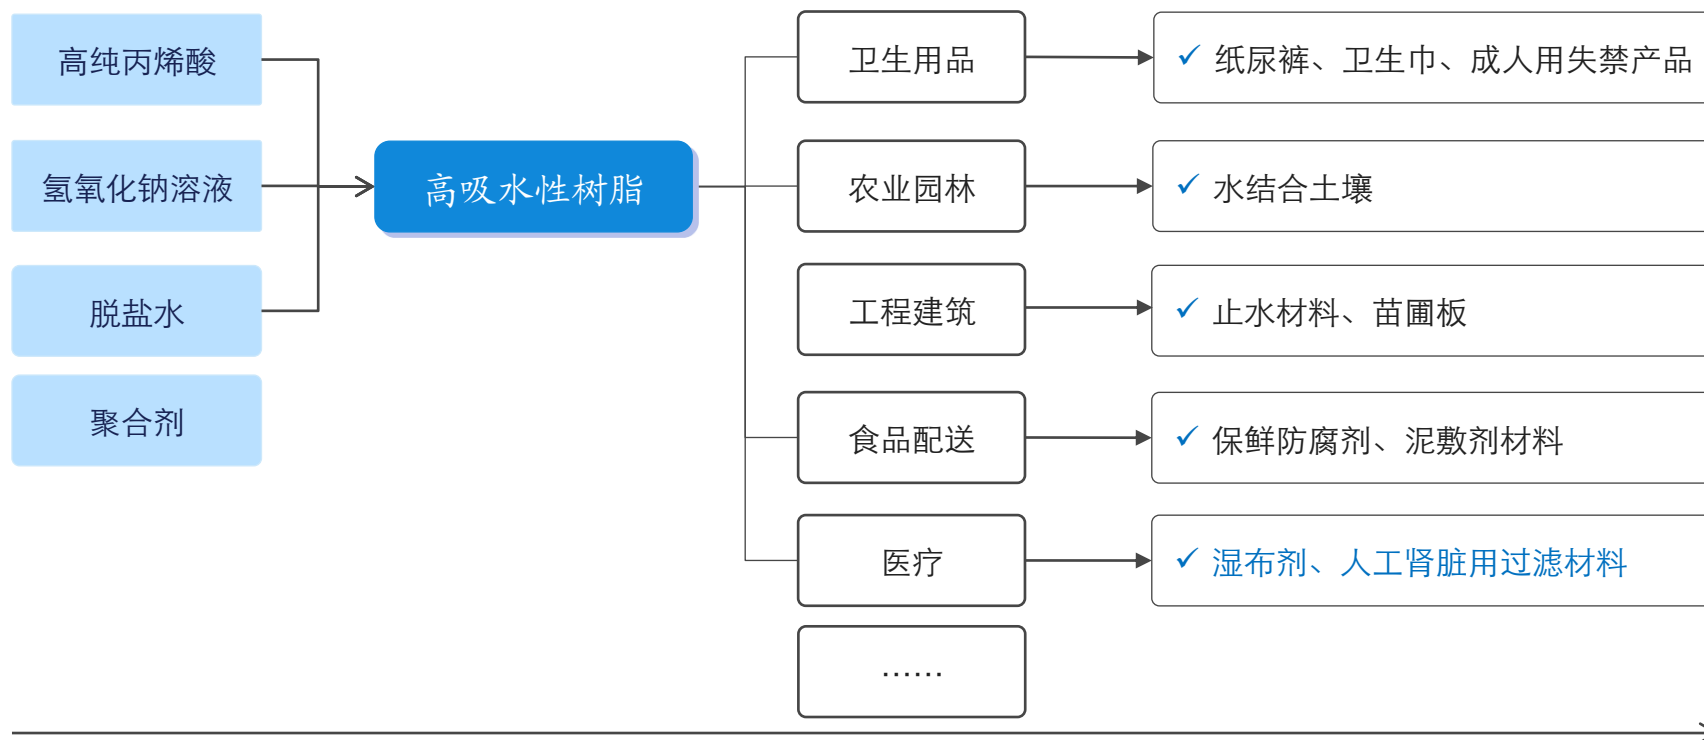 高纯丙烯酸
氢氧化钠溶液
脱盐水
聚合剂
高吸水性树脂
卫生用品
✓ 纸尿裤、卫生巾、成人用失禁产品
农业园林
✓ 水结合土壤
工程建筑
✓ 止水材料、苗圃板
食品配送
✓ 保鲜防腐剂、泥敷剂材料
医疗
✓ 湿布剂、人工肾脏用过滤材料
……